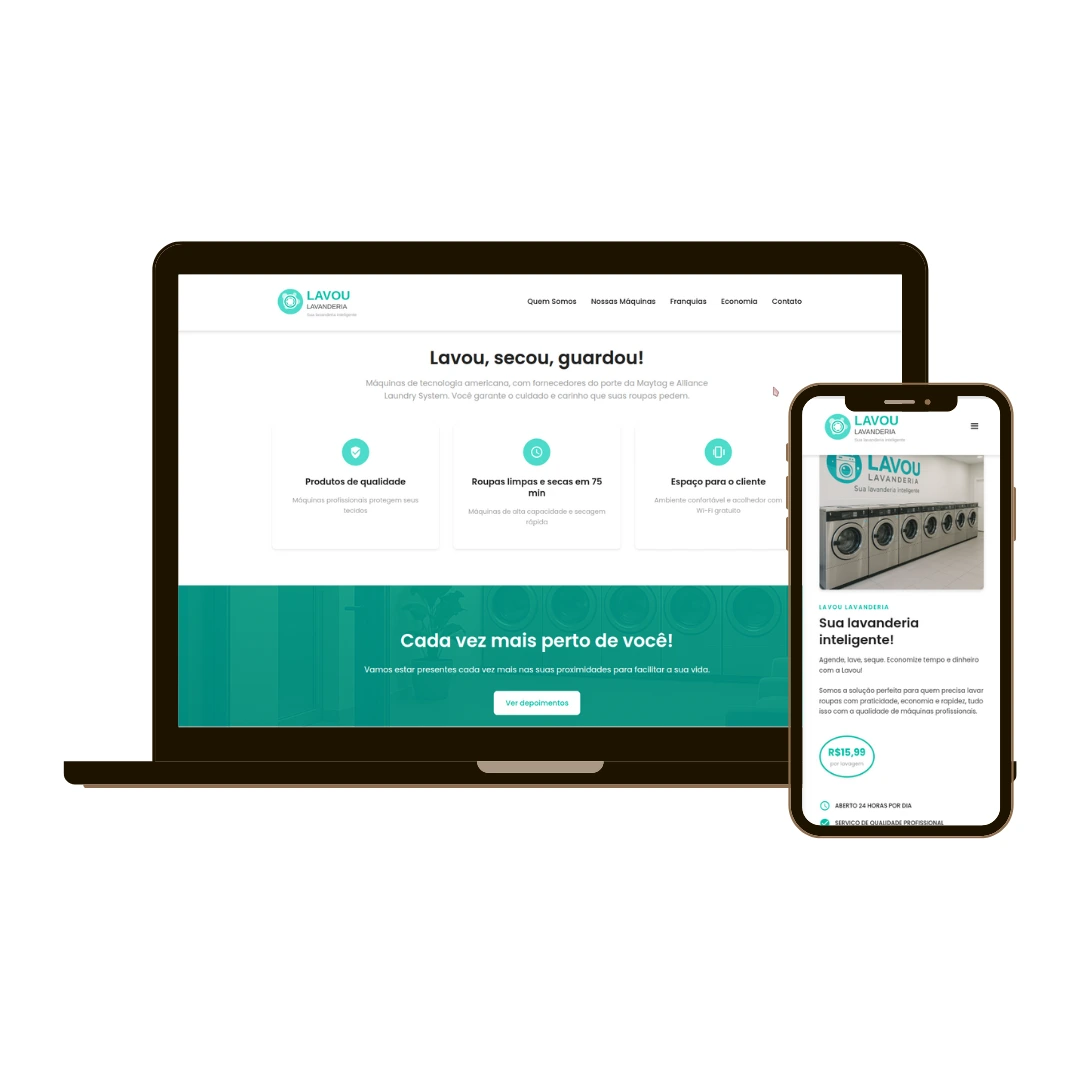 LAVOU
LAVANDERIA
Sua lavanderia inteligente
Quem Somos
Nossas Máquinas
Franquias
Economia
Contato
Lavou, secou, guardou!
Máquinas de tecnologia americana, com fornecedores do porte da Maytag e Alliance
Laundry System. Você garante o cuidado e carinho que suas roupas pedem.
Produtos de qualidade
Máquinas profissionais protegem seus
tecidos
Roupas limpas e secas em 75
min
Máquinas de alta capacidade e secagem
rápida
Espaço para o cliente
Ambiente confortável e acolhedor com
Wi-Fi gratuito
Cada vez mais perto de você!
Vamos estar presentes cada vez mais nas suas proximidades para facilitar a sua vida.
Ver depoimentos
LAVOU
LAVANDERIA
Sua lavanderia inteligente
LAVOU
LAVANDERIA
Sua lavanderia inteligente
LAVOU LAVANDERIA
Sua lavanderia
inteligente!
Agende, lave, seque. Economize tempo e dinheiro
com a Lavou!
Somos a solução perfeita para quem precisa lavar
roupas com praticidade, economia e rapidez, tudo
isso com a qualidade de máquinas profissionais.
R$15,99
por lavagem
ABERTO 24 HORAS POR DIA
SERVIÇO DE QUALIDADE PROFISSIONAL